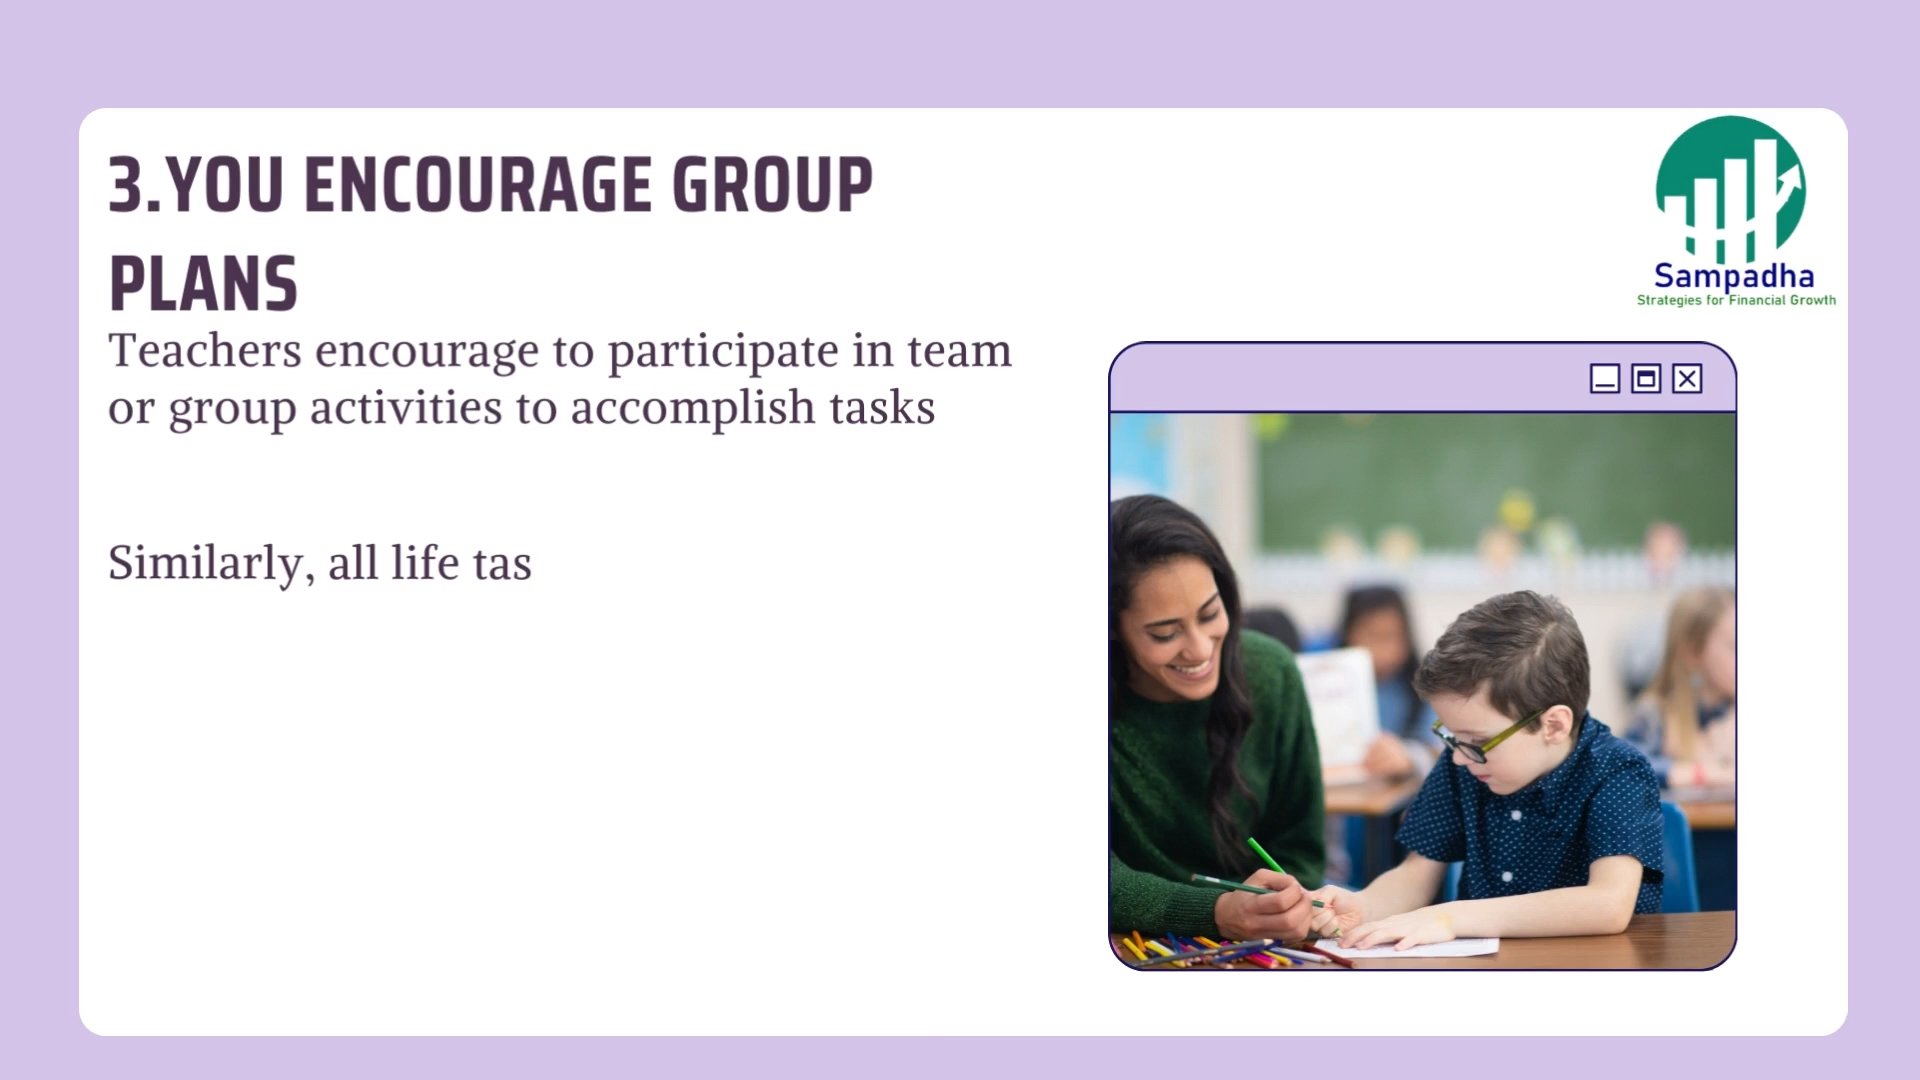 3.YOU ENCOURAGE GROUP
PLANS
Teachers encourage to participate in team
or group activities to accomplish tasks
Similarly, all life tas
Sampadha
Strategies for Financial Growth